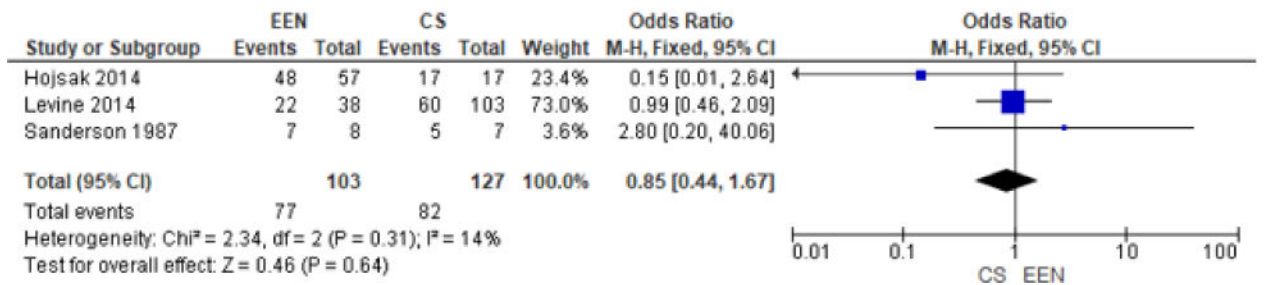 EEN CS Odds Ratio Odds Ratio
Study or Subgroup Events Total Events Total Weight M-H, Fixed, 95% CI M-H, Fixed, 95% CI
Hojsak 2014 48 57 17 17 23.4% 0.15 [0.01, 2.64]
Levine 2014 22 38 60 103 73.0% 0.99 [0.46, 2.09]
Sanderson 1987 7 8 5 7 3.6% 2.80 [0.20, 40.06]
Total (95% CI) 103 127 100.0% 0.85 [0.44, 1.67]
Total events 77 82
Heterogeneity: Chi² = 2.34, df = 2 (P = 0.31); I² = 14%
Test for overall effect: Z = 0.46 (P = 0.64)
0.01 0.1 1 10 100
CS EEN